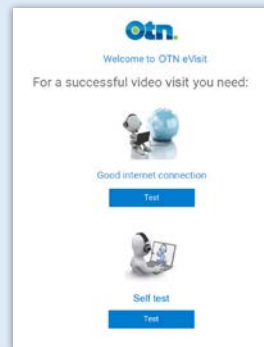 otn.
Welcome to OTN eVisit
For a successful video visit you need:
Good internet connection
Test
Self test
Test